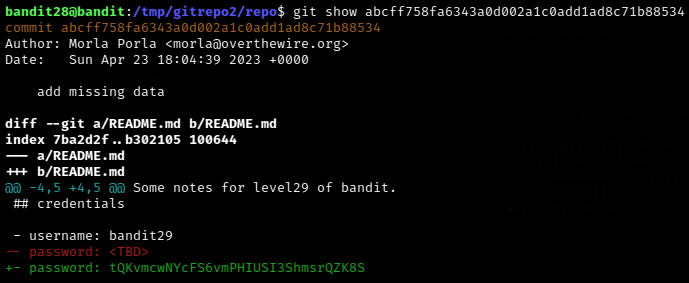 bandit28@bandit:/tmp/gitrepo2/repo$ git show abcff758fa6343a0d002a1c0add1ad8c71b88534
commit abcff758fa6343a0d002a1c0add1ad8c71b88534
Author: Morla Porla <morla@overthewire.org>
Date:   Sun Apr 23 18:04:39 2023 +0000

    add missing data

diff --git a/README.md b/README.md
index 7ba2d2f..b302105 100644
--- a/README.md
+++ b/README.md
@@ -4,5 +4,5 @@ Some notes for level29 of bandit.
 ## credentials

 - username: bandit29
-- password: <TBD>
+- password: tQKvmcwNYcFS6vmPHIUSI3ShmsrQZK8S